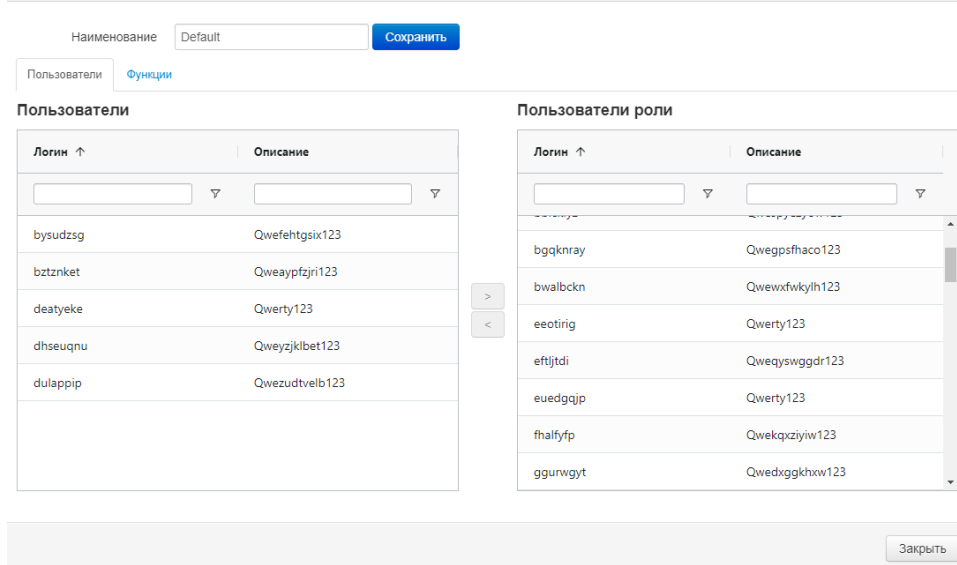 Наименование Default Сохранить
Пользователи Функции
Пользователи
Логин ↑ Описание
bysudzsg Qwefehtgsix123
bztznket Qweaypfzjri123
deatyeke Qwerty123
dhseuqnu Qweyzjklbet123
dulappip Qwezudtvelb123
>
<
Пользователи роли
Логин ↑ Описание
bgqknray Qwegpsfhaco123
bwalbckn Qwewxfwkylh123
eeotirig Qwerty123
eftljtdi Qweqyswggdr123
euedgqjp Qwerty123
fhalfyfp Qwekqxziyiw123
ggurwgyt Qwedxggkhxw123
Закрыть